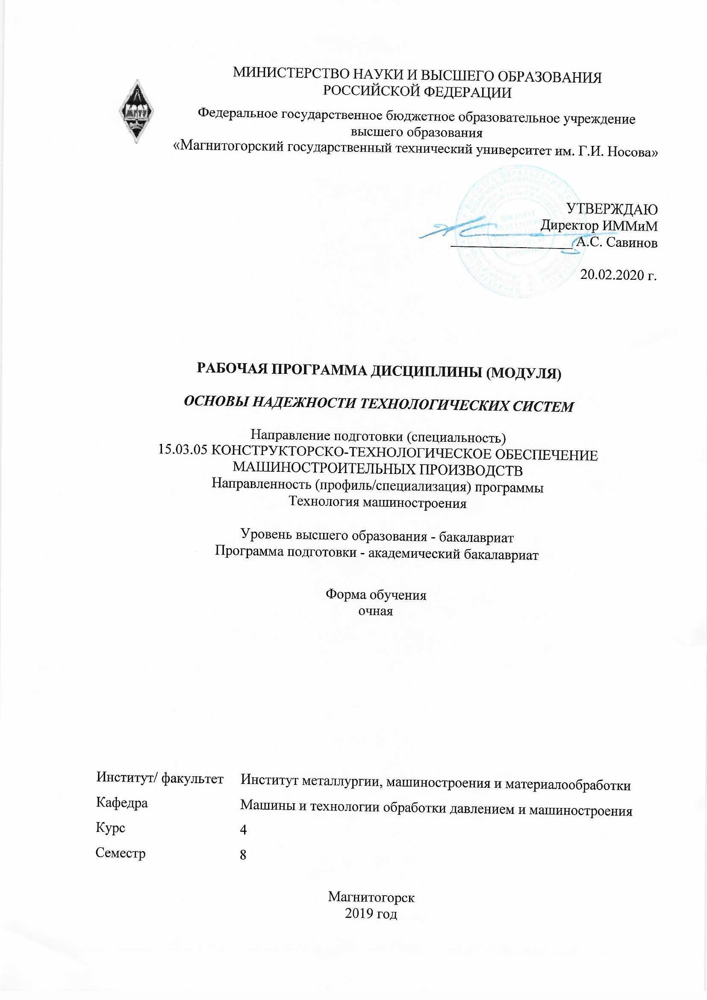 МИНИСТЕРСТВО НАУКИ И ВЫСШЕГО ОБРАЗОВАНИЯ
РОССИЙСКОЙ ФЕДЕРАЦИИ
Федеральное государственное бюджетное образовательное учреждение
высшего образования
«Магнитогорский государственный технический университет им. Г.И. Носова»
УТВЕРЖДАЮ
Директор ИММиМ
А.С. Савинов
20.02.2020 г.
РАБОЧАЯ ПРОГРАММА ДИСЦИПЛИНЫ (МОДУЛЯ)
ОСНОВЫ НАДЕЖНОСТИ ТЕХНОЛОГИЧЕСКИХ СИСТЕМ
Направление подготовки (специальность)
15.03.05 КОНСТРУКТОРСКО-ТЕХНОЛОГИЧЕСКОЕ ОБЕСПЕЧЕНИЕ
МАШИНОСТРОИТЕЛЬНЫХ ПРОИЗВОДСТВ
Направленность (профиль/специализация) программы
Технология машиностроения
Уровень высшего образования - бакалавриат
Программа подготовки - академический бакалавриат
Форма обучения
очная
Институт/ факультет Институт металлургии, машиностроения и материалообработки
Кафедра Машины и технологии обработки давлением и машиностроения
Курс 4
Семестр 8
Магнитогорск
2019 год